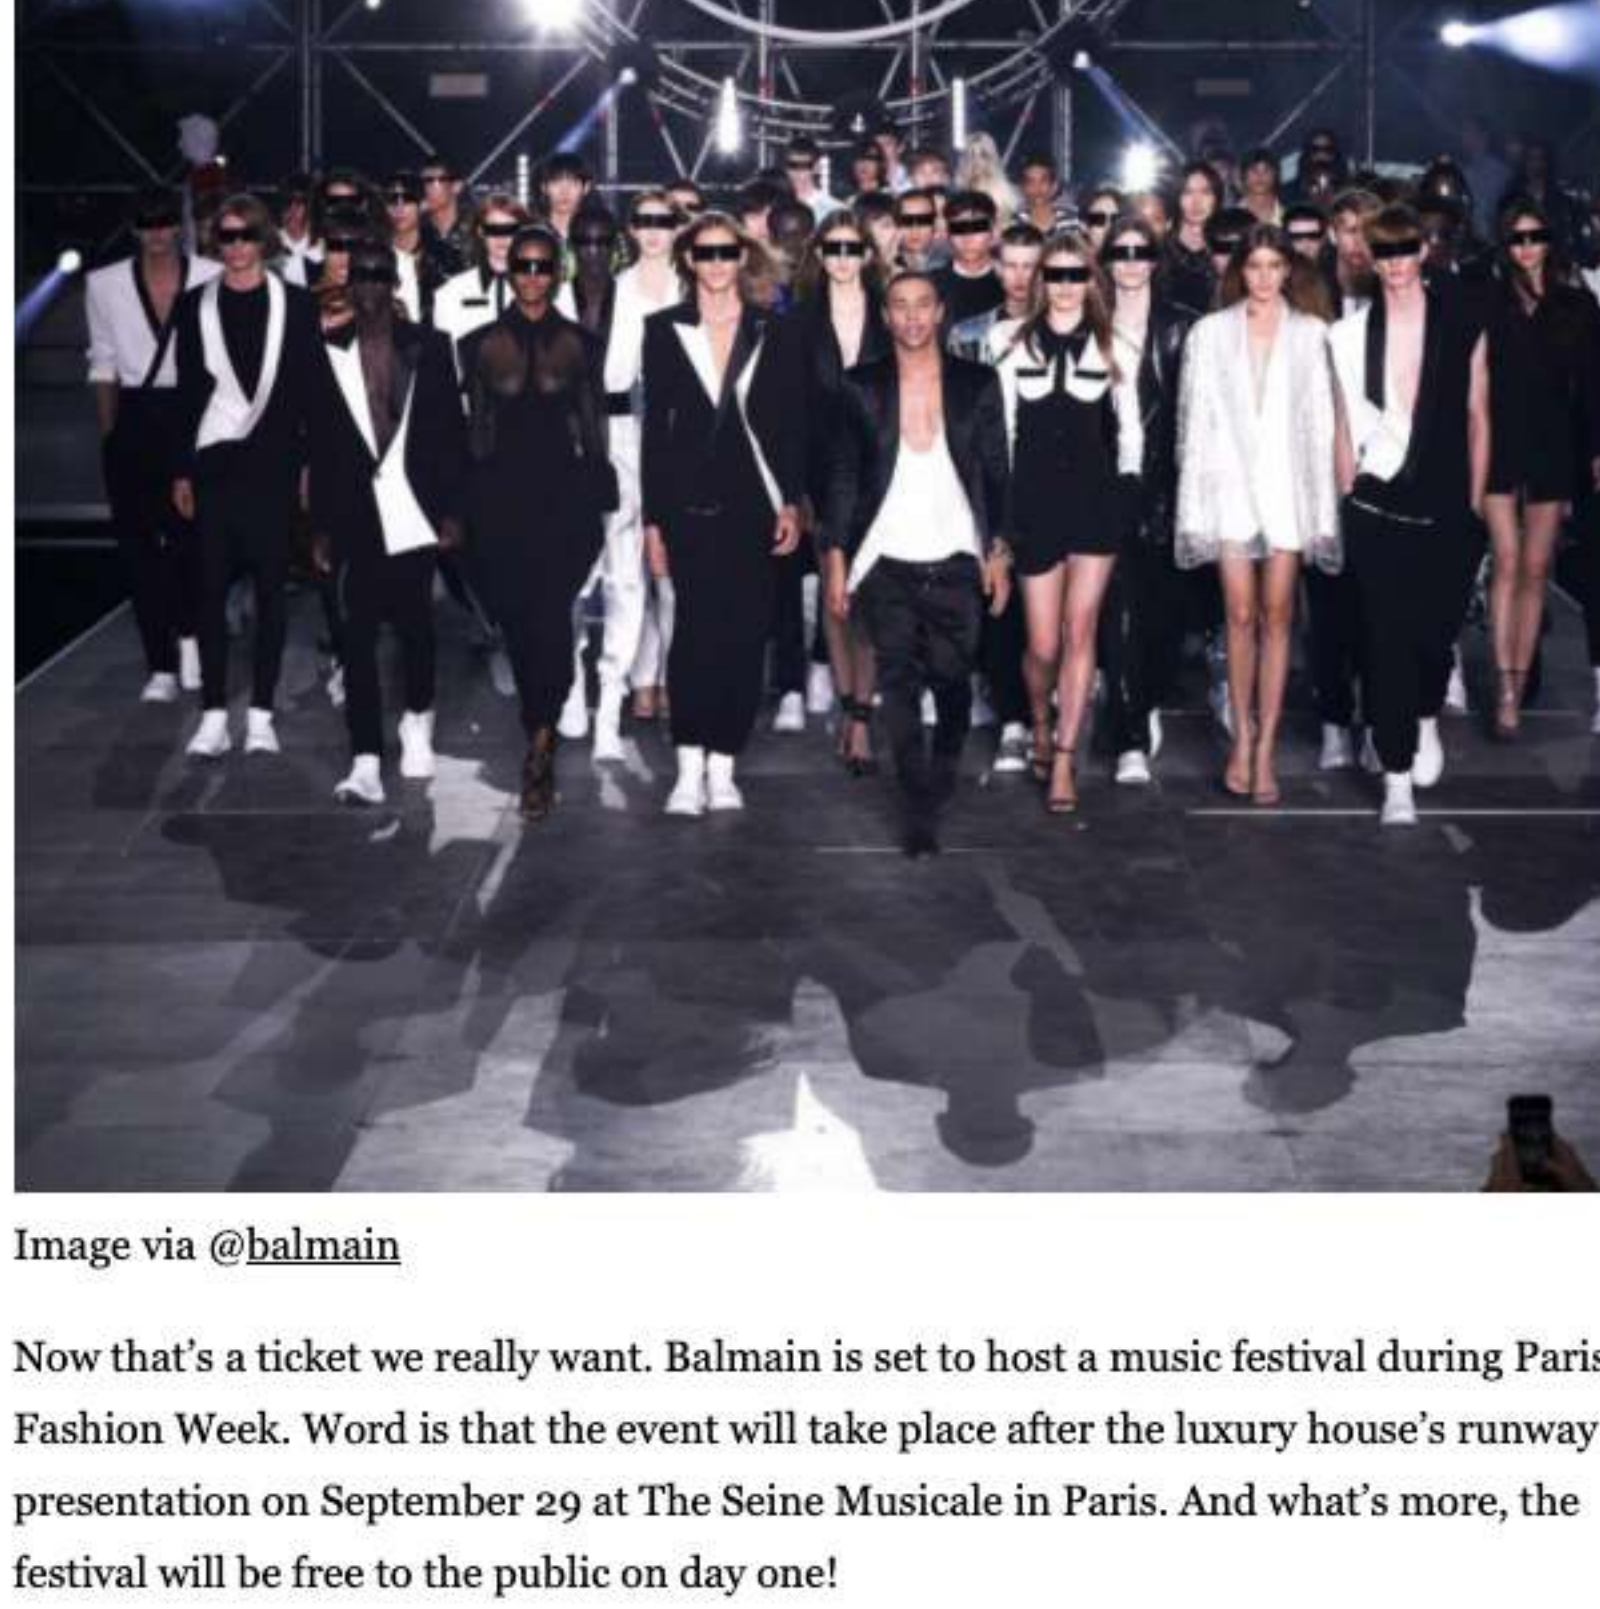 Image via @balmain
Now that’s a ticket we really want. Balmain is set to host a music festival during Paris
Fashion Week. Word is that the event will take place after the luxury house’s runway
presentation on September 29 at The Seine Musicale in Paris. And what’s more, the
festival will be free to the public on day one!